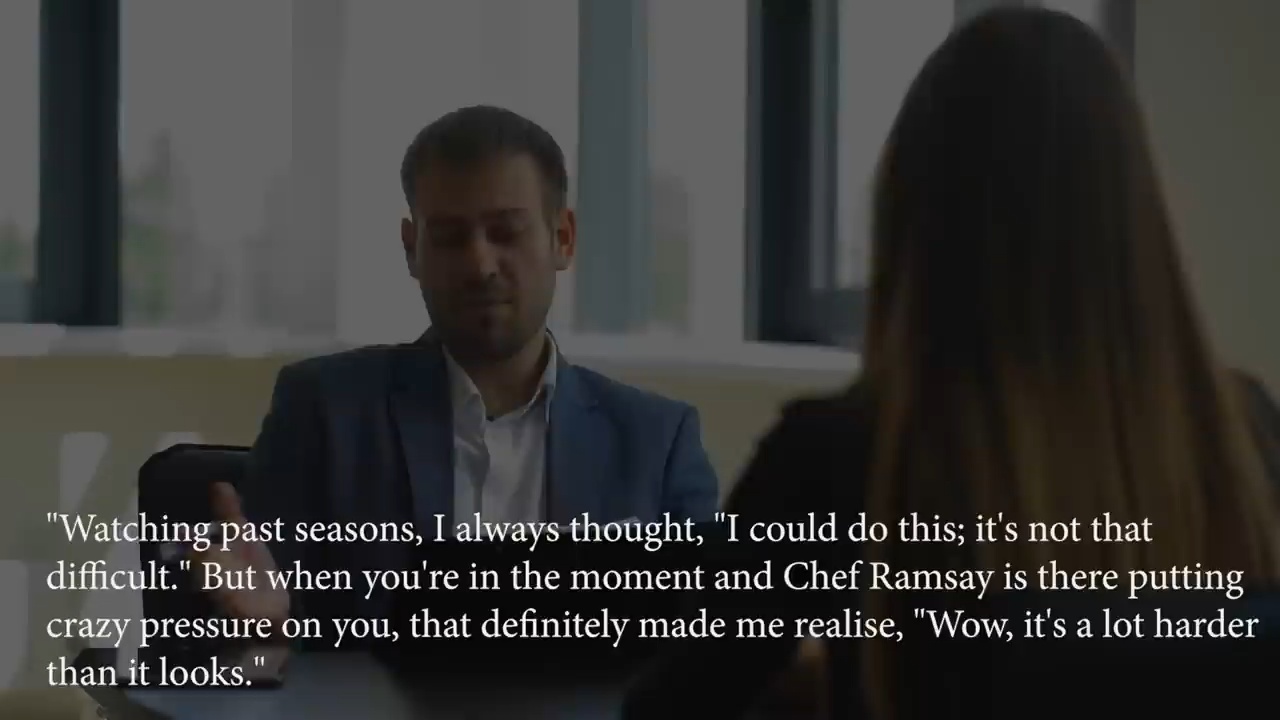 "Watching past seasons, I always thought, "I could do this; it's not that
difficult." But when you're in the moment and Chef Ramsay is there putting
crazy pressure on you, that definitely made me realise, "Wow, it's a lot harder
than it looks."